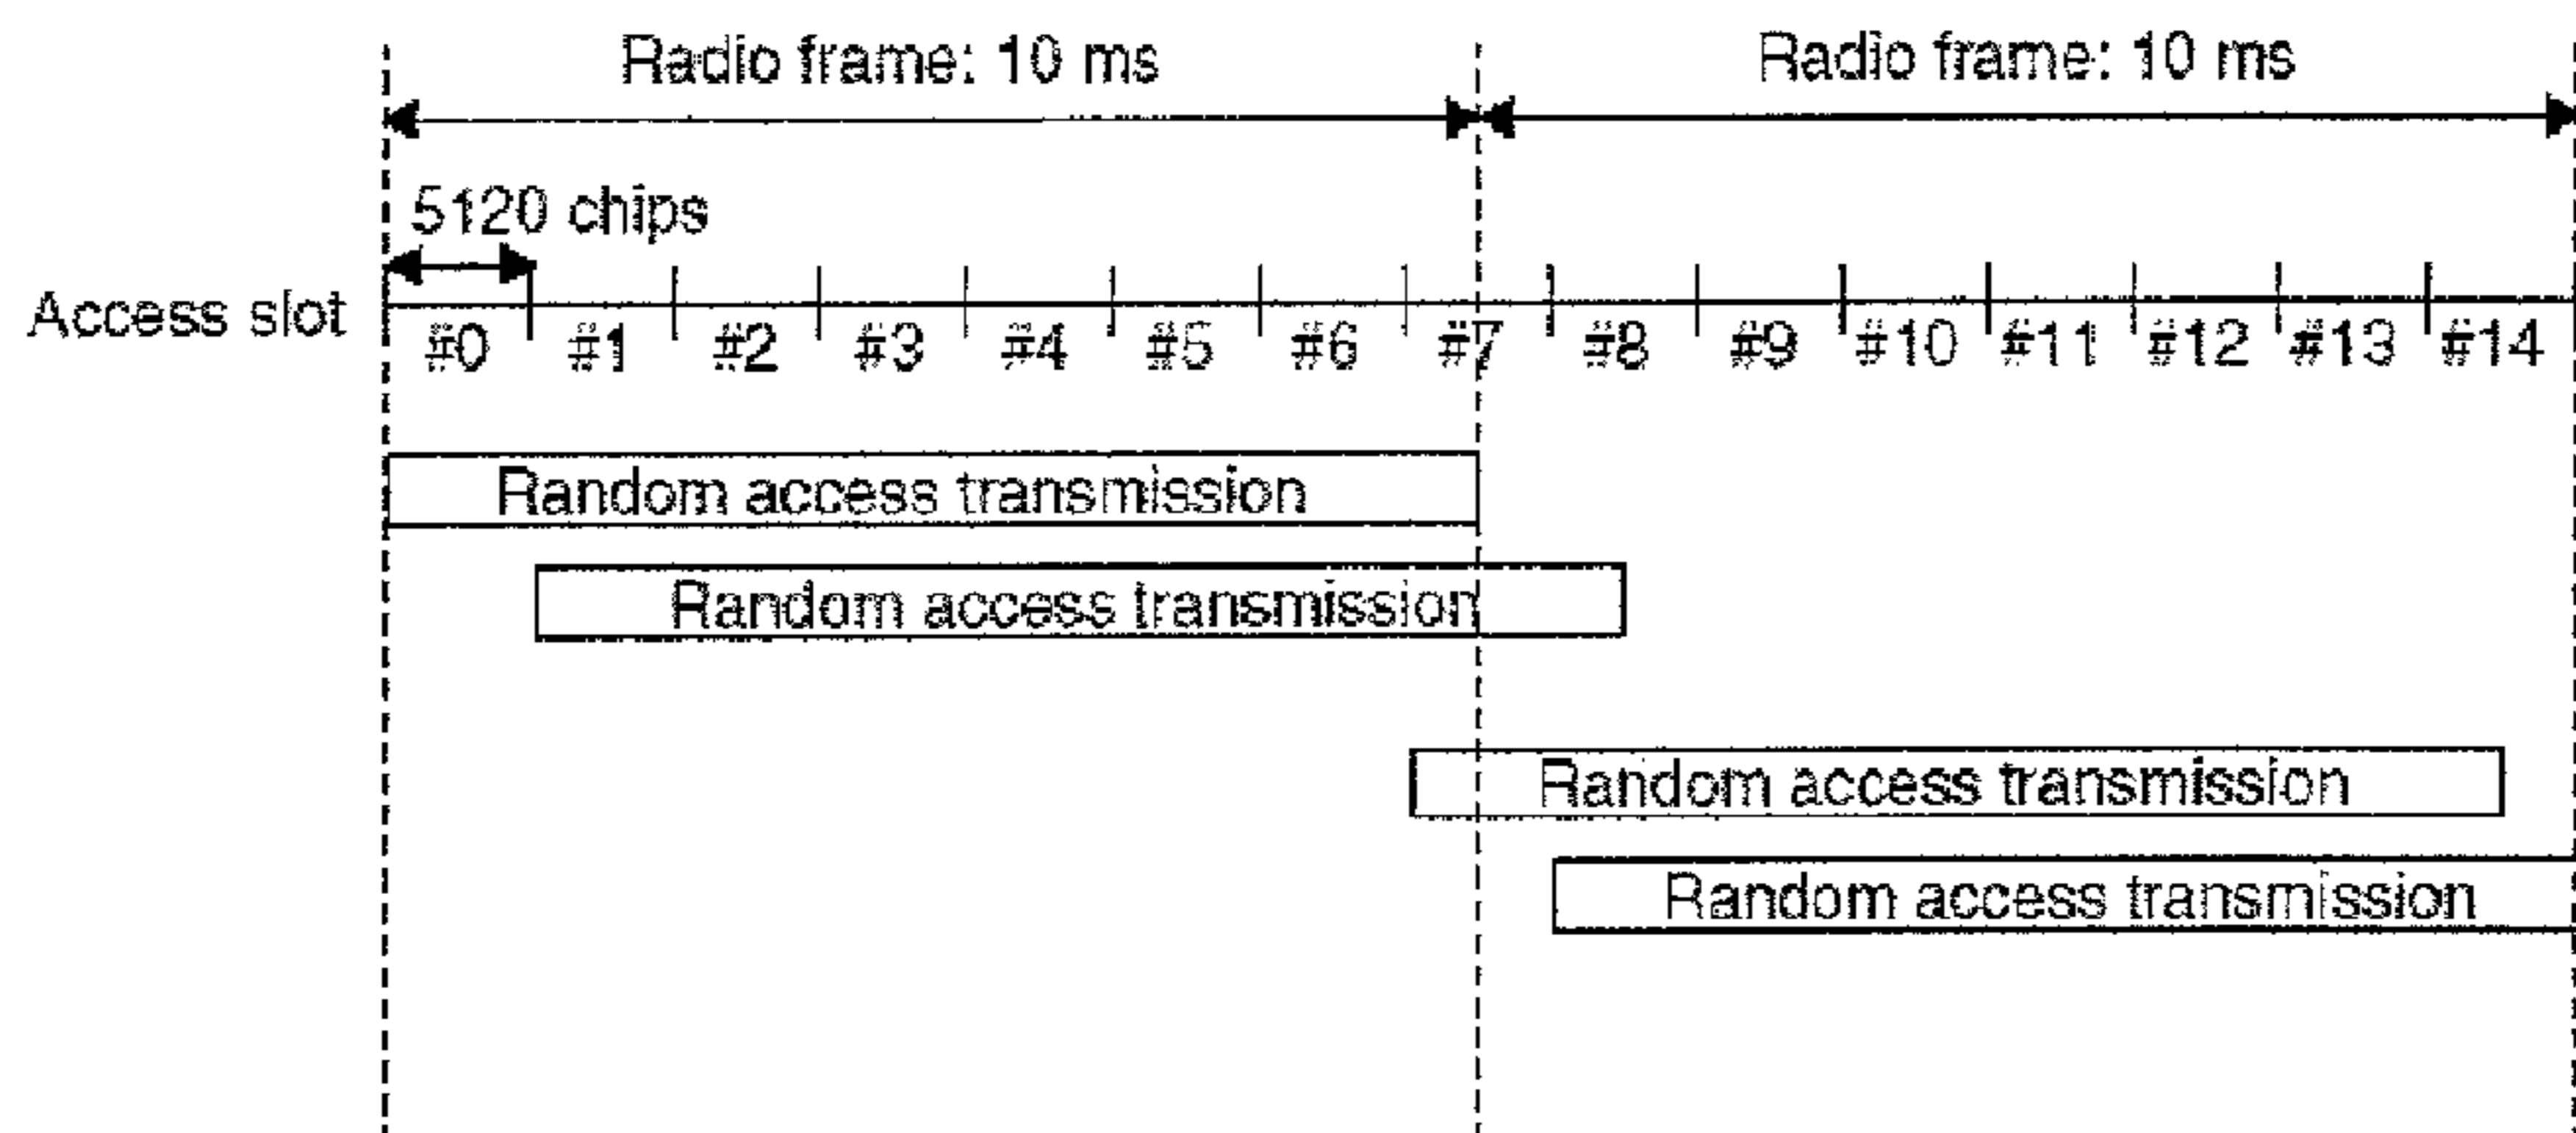 Radio frame: 10 ms Radio frame: 10 ms
5120 chips
Access slot
#0 #1 #2 #3 #4 #5 #6 #7 #8 #9 #10 #11 #12 #13 #14
Random access transmission
Random access transmission
Random access transmission
Random access transmission